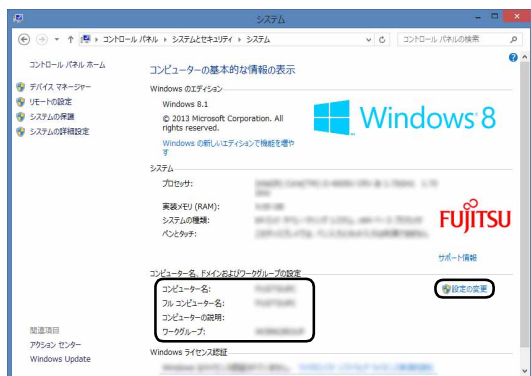 システム
コントロール パネル ▸ システムとセキュリティ ▸ システム
コントロール パネルの検索
コントロール パネル ホーム
デバイス マネージャー
リモートの設定
システムの保護
システムの詳細設定
コンピューターの基本的な情報の表示
Windows のエディション
Windows 8.1
© 2013 Microsoft Corporation. All
rights reserved.
Windows の新しいエディションで機能を増や
す
Windows 8
システム
プロセッサ:
実装メモリ (RAM):
システムの種類:
ペンとタッチ:
FUJITSU
サポート情報
コンピューター名、ドメインおよびワークグループの設定
コンピューター名:
フル コンピューター名:
コンピューターの説明:
ワークグループ:
設定の変更
Windows ライセンス認証
関連項目
アクション センター
Windows Update